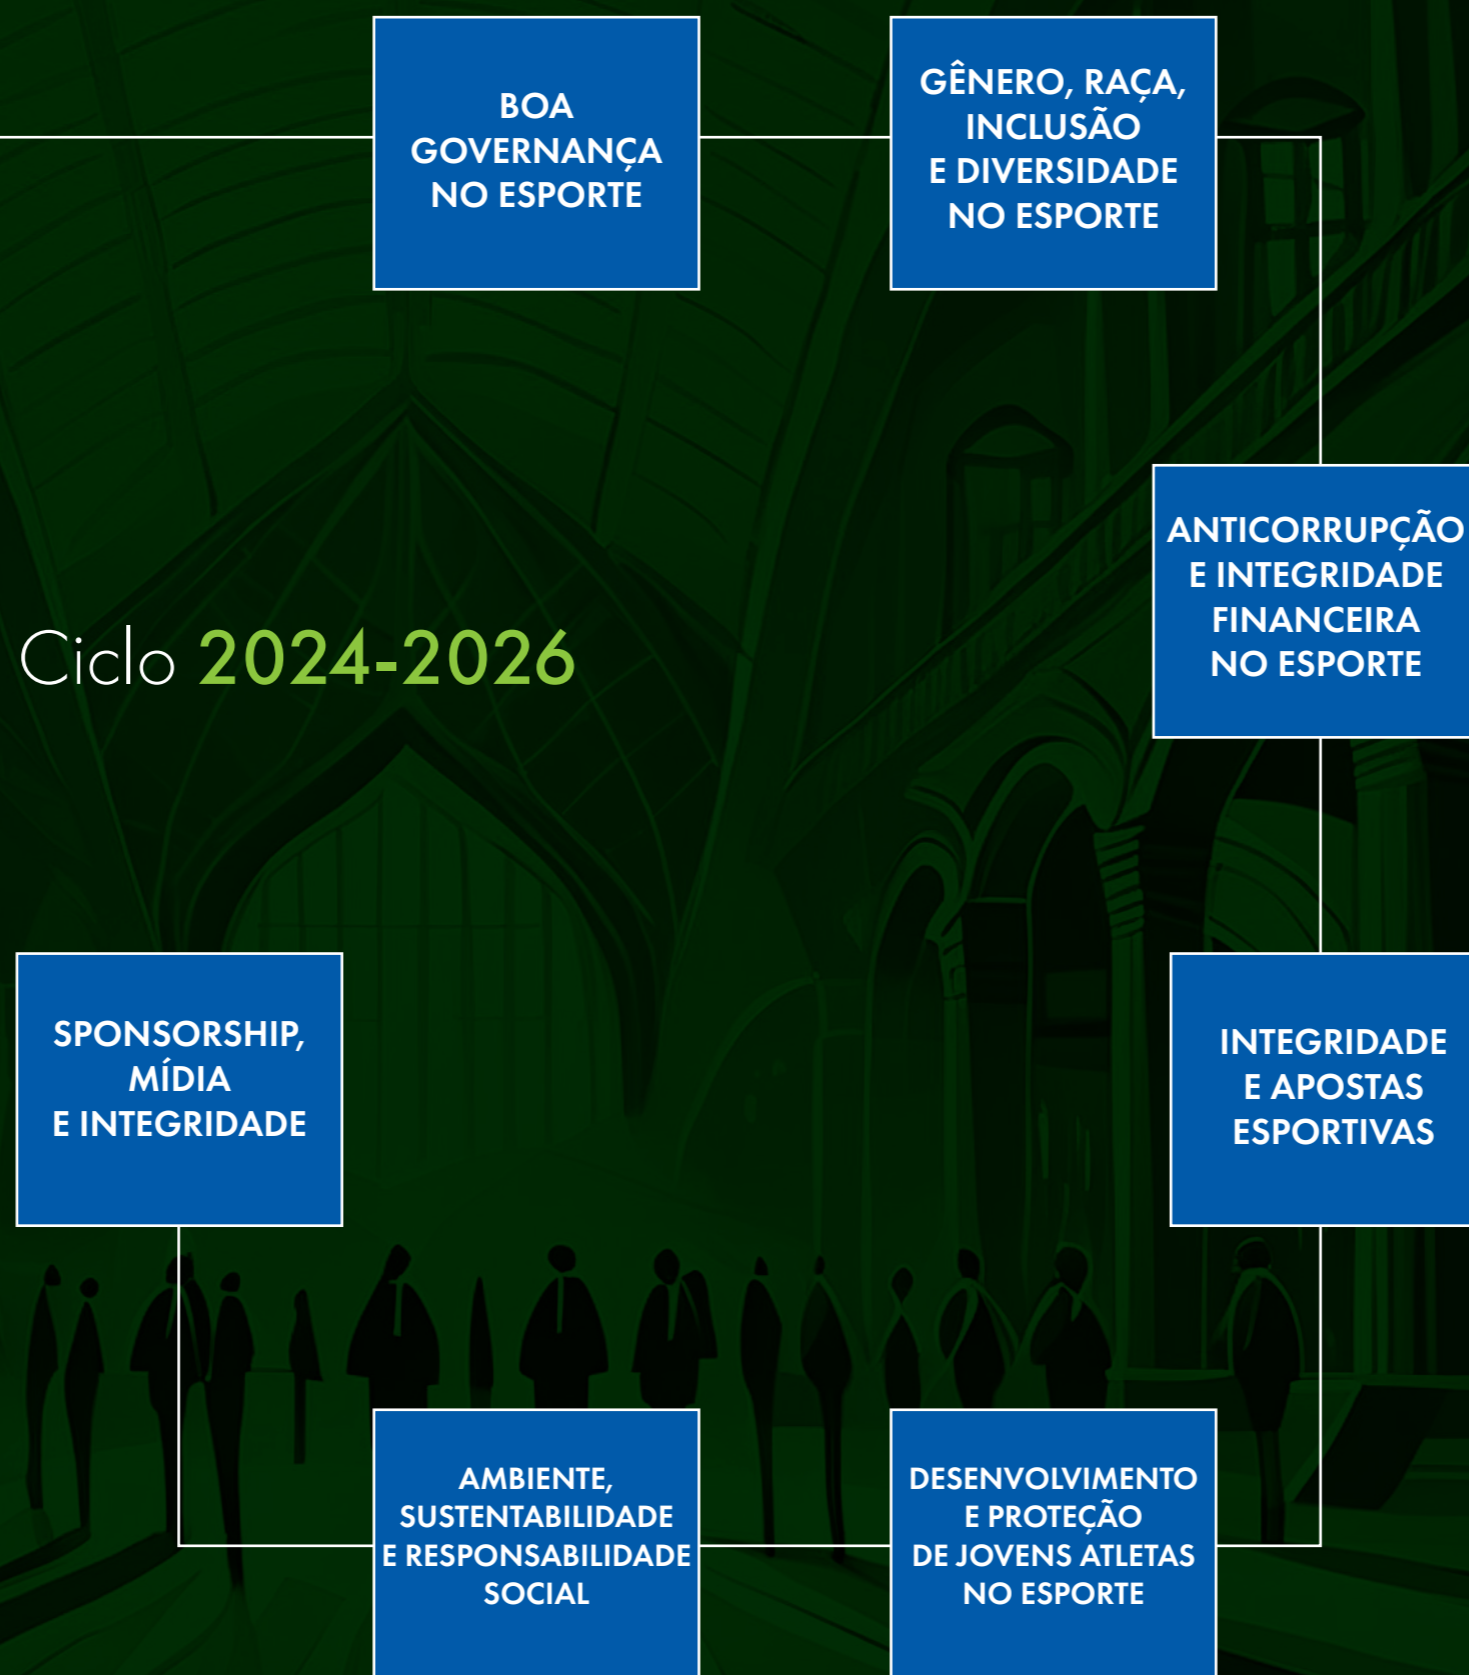 BOA
GOVERNANÇA
NO ESPORTE
GÊNERO, RAÇA,
INCLUSÃO
E DIVERSIDADE
NO ESPORTE
ANTICORRUPÇÃO
E INTEGRIDADE
FINANCEIRA
NO ESPORTE
Ciclo 2024-2026
SPONSORSHIP,
MÍDIA
E INTEGRIDADE
INTEGRIDADE
E APOSTAS
ESPORTIVAS
AMBIENTE,
SUSTENTABILIDADE
E RESPONSABILIDADE
SOCIAL
DESENVOLVIMENTO
E PROTEÇÃO
DE JOVENS ATLETAS
NO ESPORTE